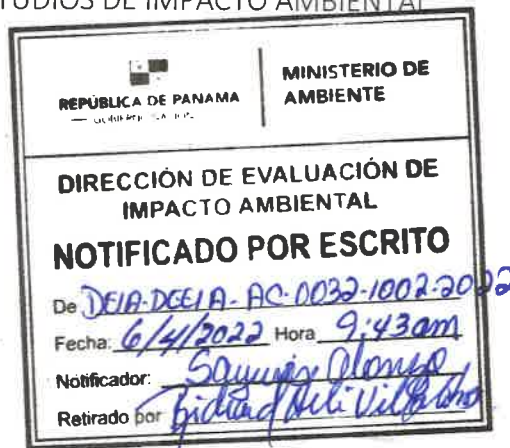 TUDIOS DE IMPACTO AMBIENTAL
REPÚBLICA DE PANAMA
MINISTERIO DE
AMBIENTE
DIRECCIÓN DE EVALUACIÓN DE
IMPACTO AMBIENTAL
NOTIFICADO POR ESCRITO
De DEIA-DEEIA-AC-0032-1002-2022
Fecha: 6/4/2022 Hora 9:43am
Notificador:
Retirado por